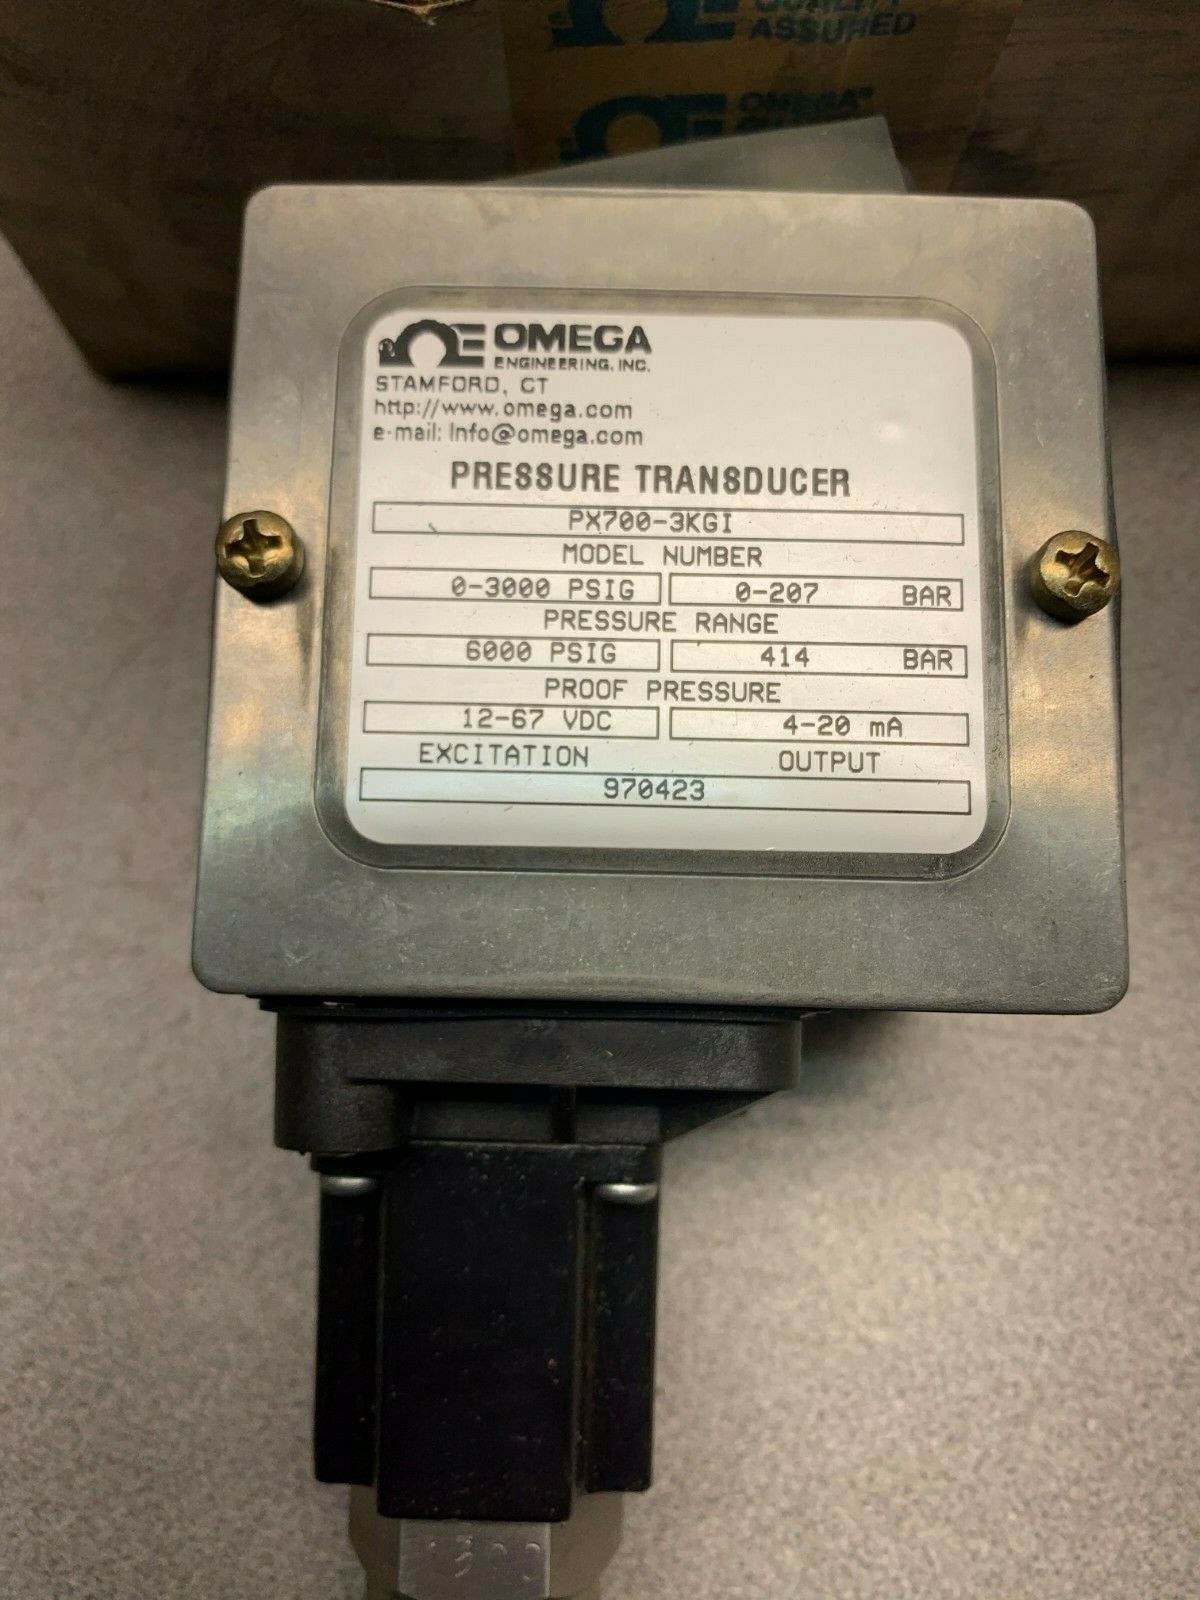 QUALITY
ASSURED
OMEGA®
OMEGA
ENGINEERING, INC.
STAMFORD, CT
http://www.omega.com
e-mail: Info@omega.com
PRESSURE TRANSDUCER
PX700-3KGI
MODEL NUMBER
0-3000 PSIG 0-207 BAR
PRESSURE RANGE
6000 PSIG 414 BAR
PROOF PRESSURE
12-67 VDC 4-20 mA
EXCITATION OUTPUT
970423